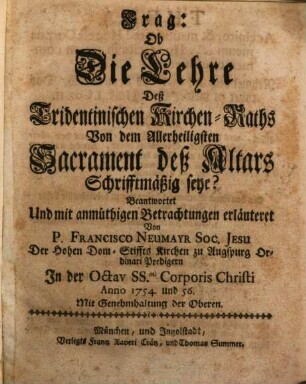 Frag:
Ob
Die Lehre
Deß
Tridentinischen Kirchen-Raths
Von dem Allerheiligsten
Sacrament deß Altars
Schrifftmäßig seye?
Beantwortet
Und mit anmüthigen Betrachtungen erläuteret
Von
P. FRANCISCO NEUMAYR SOC. JESU
Der Hohen Dom-Stiffts Kirchen zu Augspurg Or-
dinari Predigern
In der Octav SS.mi Corporis Christi
Anno 1754. und 56.
Mit Genehmhaltung der Oberen.
München, und Ingolstadt,
Verlegts Frantz Xaveri Crätz, und Thomas Summer.